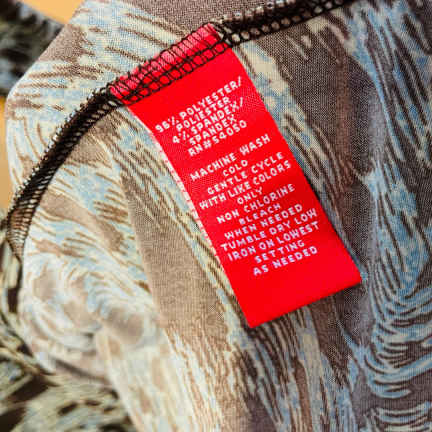 96% POLYESTER/
POLIESTER
4% SPANDEX/
SPANDEX
RN#54050
MACHINE WASH
COLD
GENTLE CYCLE
WITH LIKE COLORS
ONLY
NON CHLORINE
BLEACH
WHEN NEEDED
TUMBLE DRY LOW
IRON ON LOWEST
SETTING
AS NEEDED